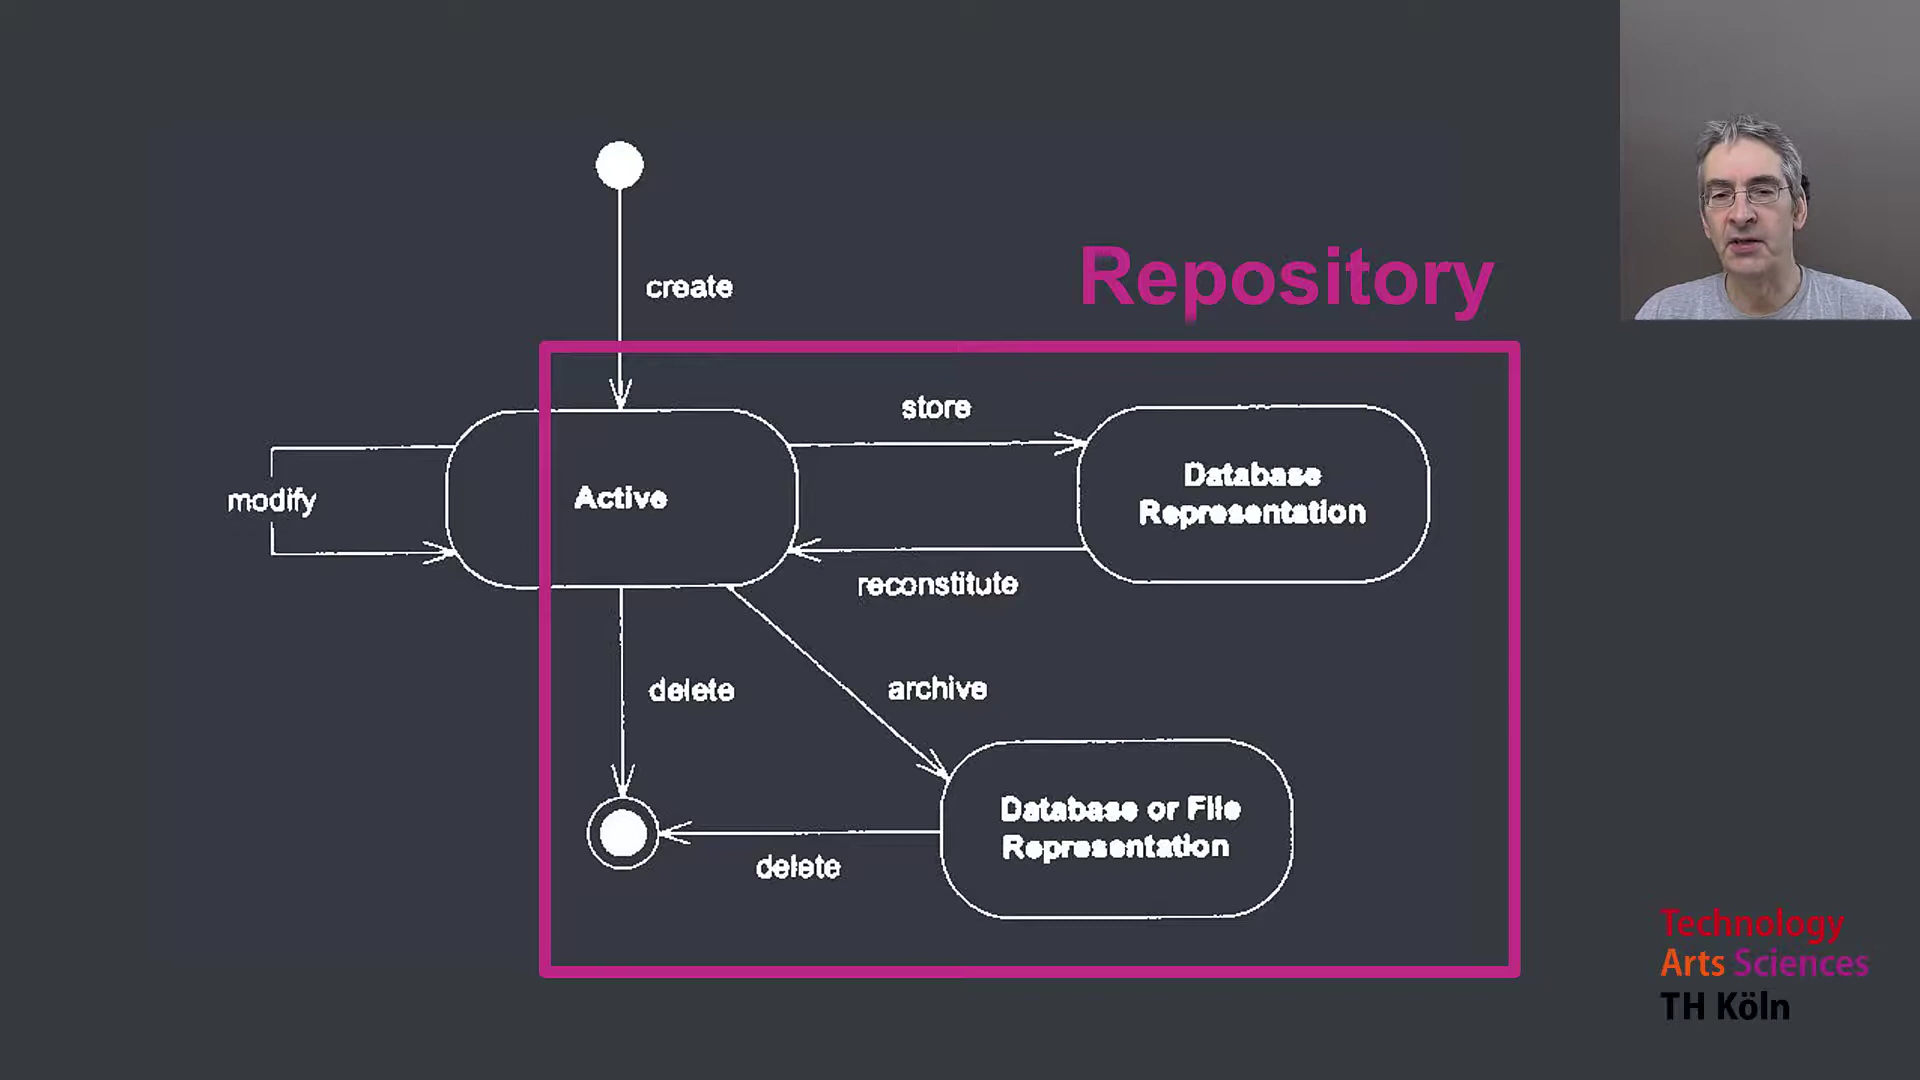 create
Repository
store
Active
modify
Database
Representation
reconstitute
delete
archive
Database or File
Representation
delete
Technology
Arts Sciences
TH Köln